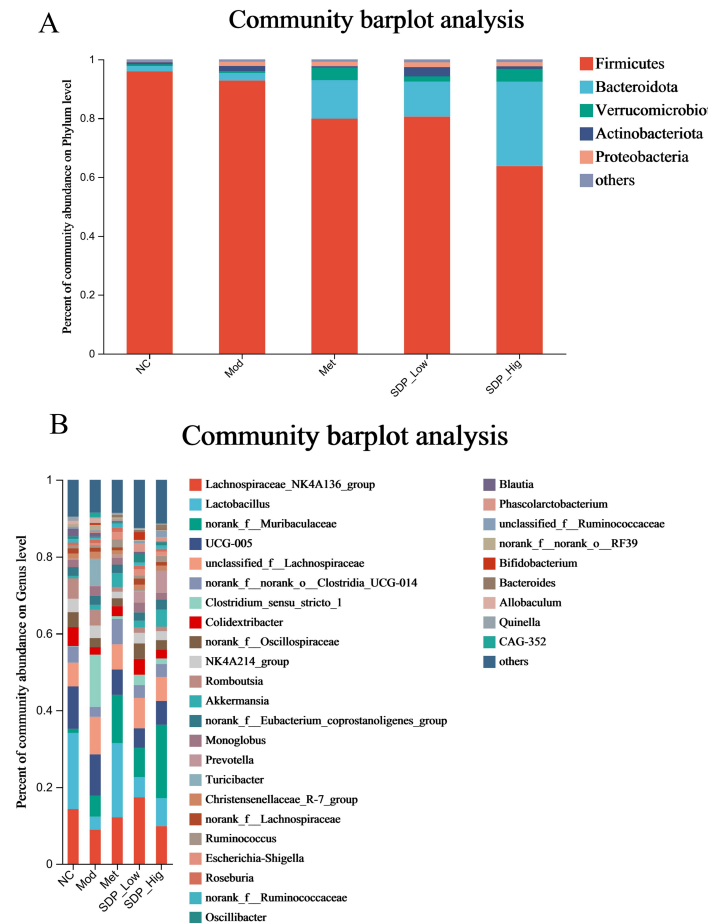 A
Community barplot analysis
Percent of community abundance on Phylum level
1
0.8
0.6
0.4
0.2
0
NC
Mod
Met
SDP_Low
SDP_Hig
Firmicutes
Bacteroidota
Verrucomicrobio
Actinobacteriota
Proteobacteria
others
B
Community barplot analysis
Percent of community abundance on Genus level
1
0.8
0.6
0.4
0.2
0
NC
Mod
Met
SDP_Low
SDP_Hig
Lachnospiraceae_NK4A136_group
Lactobacillus
norank_f__Muribaculaceae
UCG-005
unclassified_f__Lachnospiraceae
norank_f__norank_o__Clostridia_UCG-014
Clostridium_sensu_stricto_1
Colidextribacter
norank_f__Oscillospiraceae
NK4A214_group
Romboutsia
Akkermansia
norank_f__Eubacterium_coprostanoligenes_group
Monoglobus
Prevotella
Turicibacter
Christensenellaceae_R-7_group
norank_f__Lachnospiraceae
Ruminococcus
Escherichia-Shigella
Roseburia
norank_f__Ruminococcaceae
Oscillibacter
Blautia
Phascolarctobacterium
unclassified_f__Ruminococcaceae
norank_f__norank_o__RF39
Bifidobacterium
Bacteroides
Allobaculum
Quinella
CAG-352
others